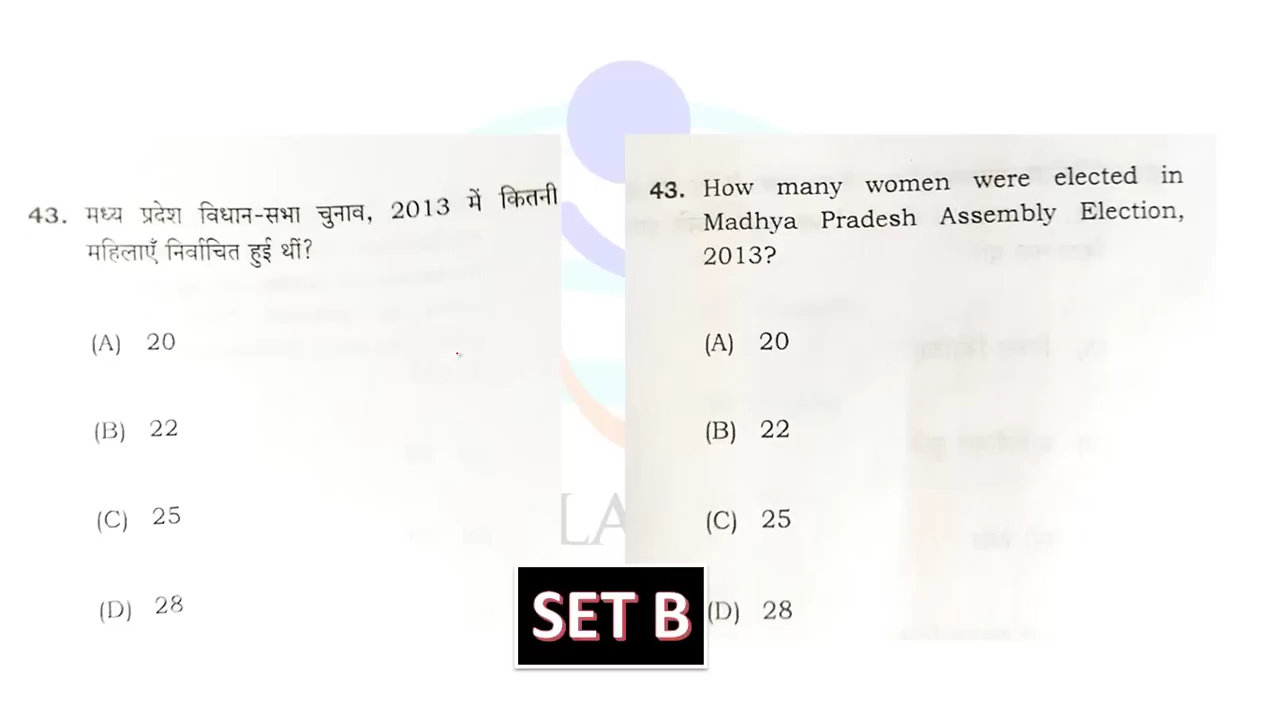 43. मध्य प्रदेश विधान-सभा चुनाव, 2013 में कितनी
महिलाएँ निर्वाचित हुई थीं?
(A) 20
(B) 22
(C) 25
(D) 28
43. How many women were elected in
Madhya Pradesh Assembly Election,
2013?
(A) 20
(B) 22
(C) 25
(D) 28
LA
SET B